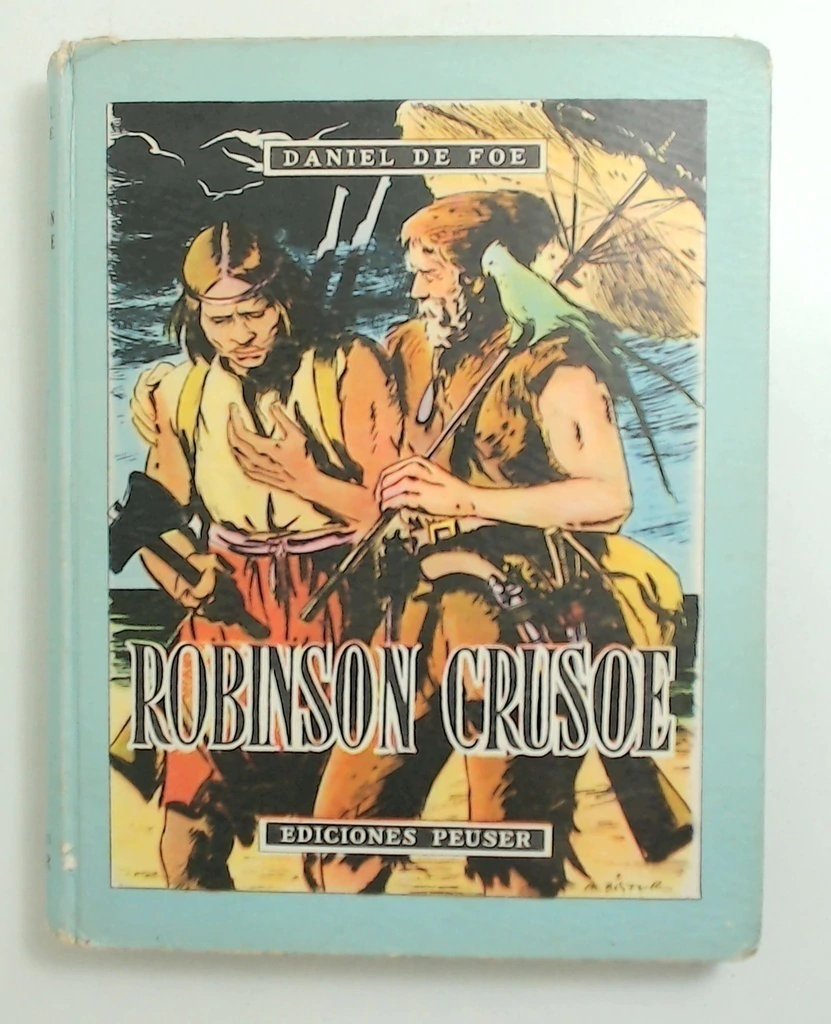 DANIEL DE FOE
ROBINSON CRUSOE
EDICIONES PEUSER